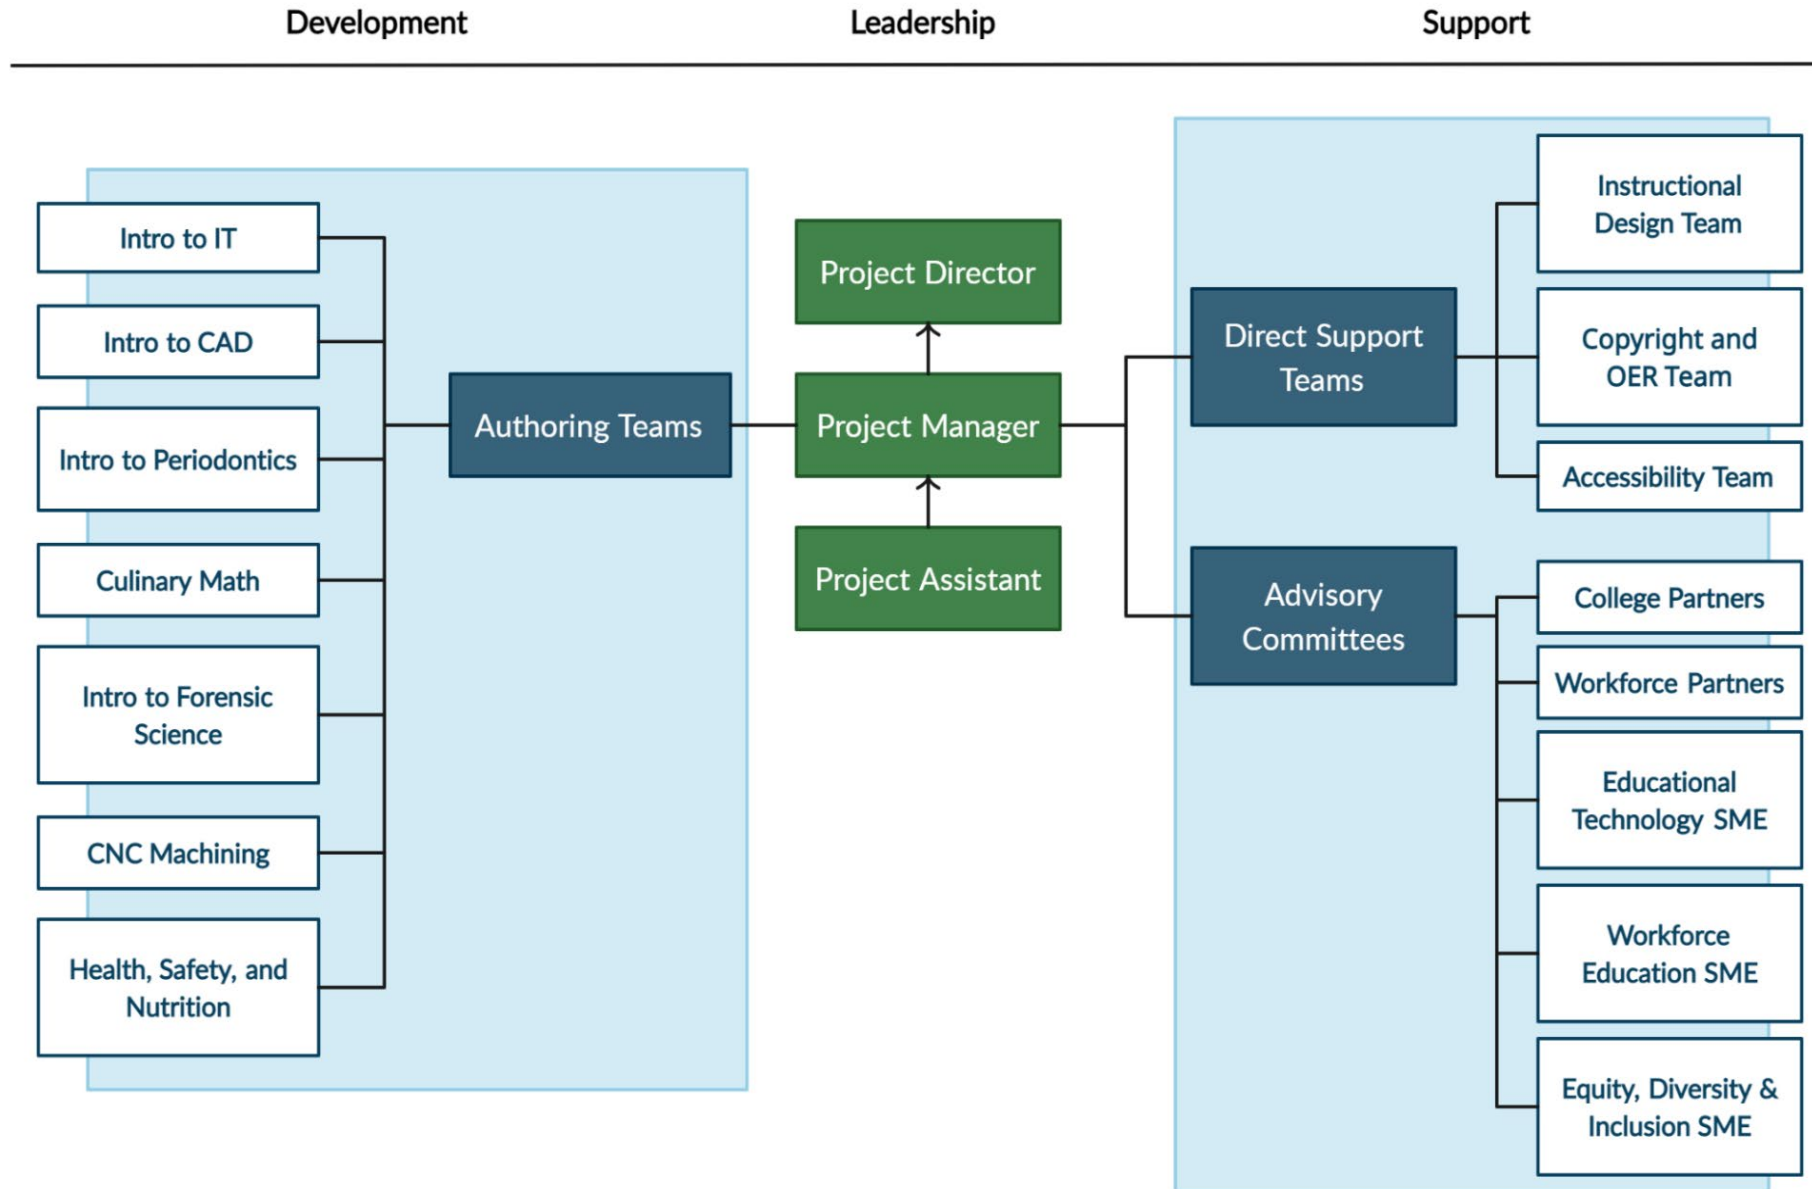 Development
Leadership
Support
Intro to IT
Intro to CAD
Intro to Periodontics
Culinary Math
Intro to Forensic
Science
CNC Machining
Health, Safety, and
Nutrition
Authoring Teams
Project Director
Project Manager
Project Assistant
Direct Support
Teams
Advisory
Committees
Instructional
Design Team
Copyright and
OER Team
Accessibility Team
College Partners
Workforce Partners
Educational
Technology SME
Workforce
Education SME
Equity, Diversity &
Inclusion SME